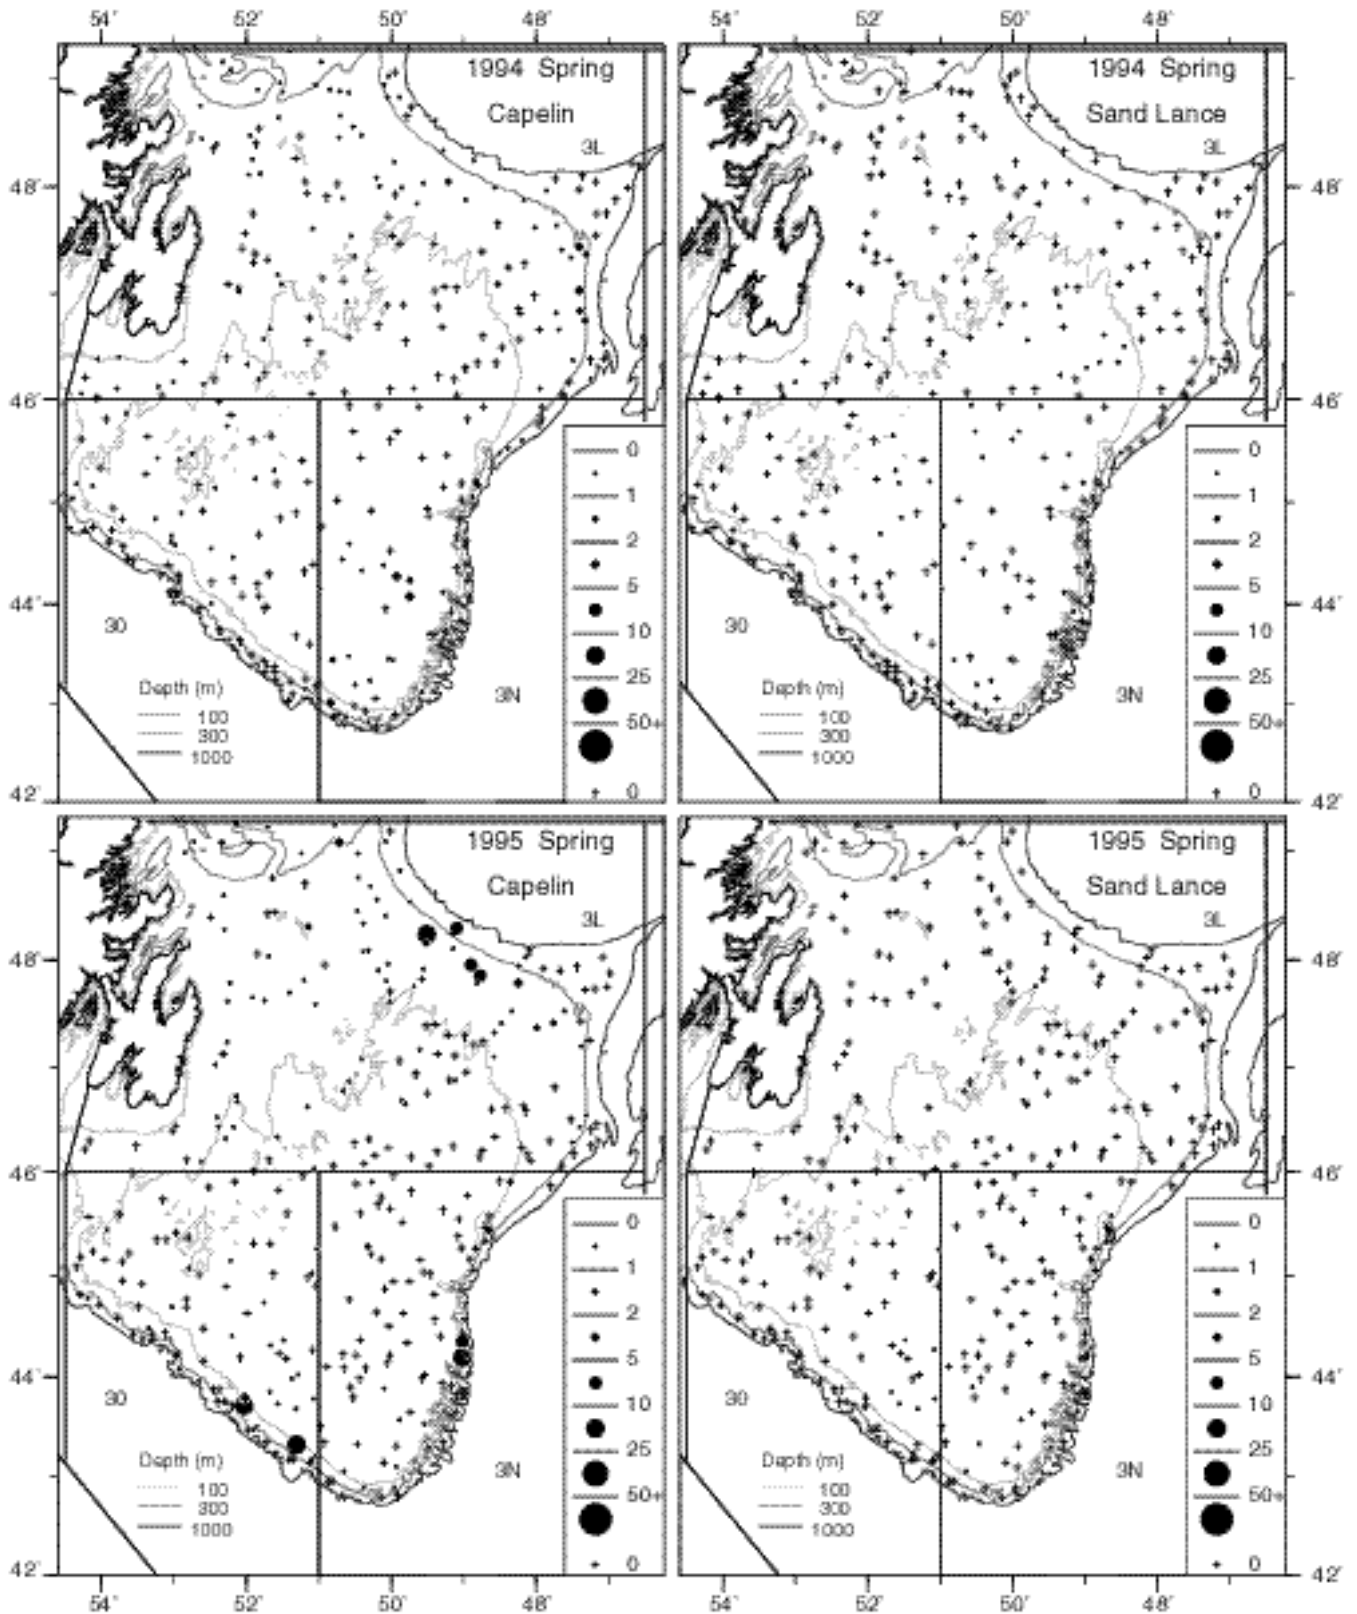 54' 52' 50' 48' 54' 52' 50' 48'
1994 Spring
Capelin
3L
48'
46'
44'
42'
30
3N
Depth (m)
100
300
1000
0
1
2
5
10
25
50+
0
1994 Spring
Sand Lance
3L
48'
46'
44'
42'
30
3N
Depth (m)
100
300
1000
0
1
2
5
10
25
50+
0
1995 Spring
Capelin
3L
48'
46'
44'
42'
30
3N
Depth (m)
100
300
1000
0
1
2
5
10
25
50+
0
1995 Spring
Sand Lance
3L
48'
46'
44'
42'
30
3N
Depth (m)
100
300
1000
0
1
2
5
10
25
50+
0
54' 52' 50' 48' 54' 52' 50' 48'